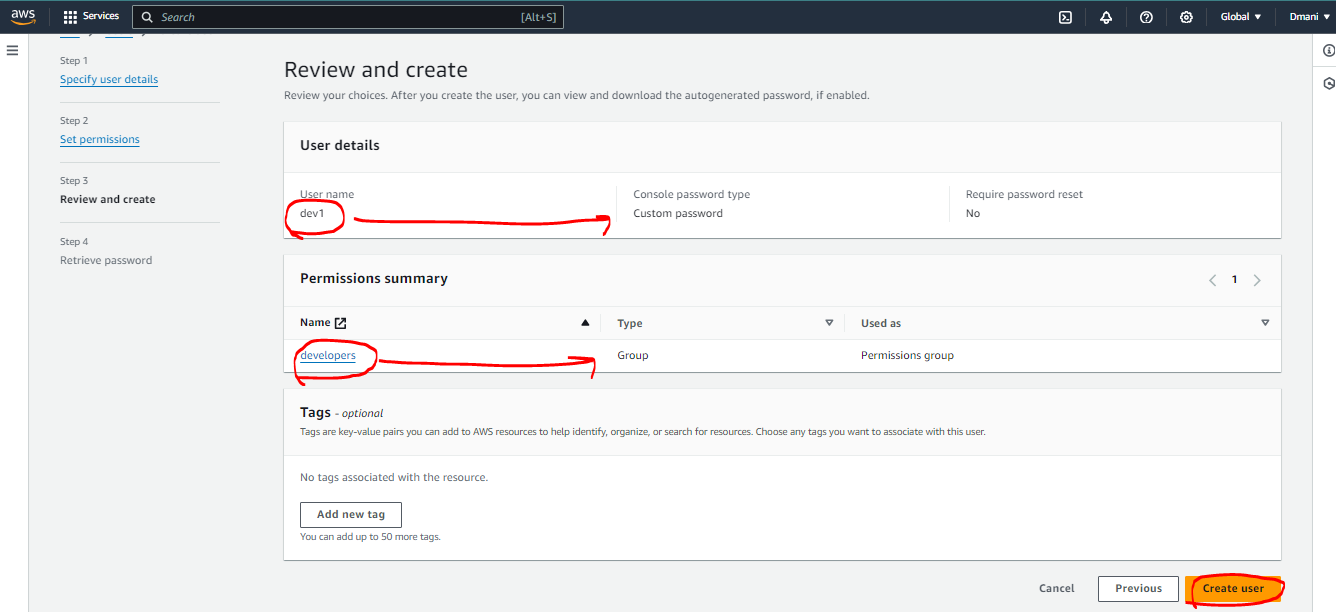 aws Services Search [Alt+S] Global Dmani
Step 1
Specify user details
Step 2
Set permissions
Step 3
Review and create
Step 4
Retrieve password
Review and create
Review your choices. After you create the user, you can view and download the autogenerated password, if enabled.
User details
User name Console password type Require password reset
dev1 Custom password No
Permissions summary 1
Name Type Used as
developers Group Permissions group
Tags - optional
Tags are key-value pairs you can add to AWS resources to help identify, organize, or search for resources. Choose any tags you want to associate with this user.
No tags associated with the resource.
Add new tag
You can add up to 50 more tags.
Cancel Previous Create user